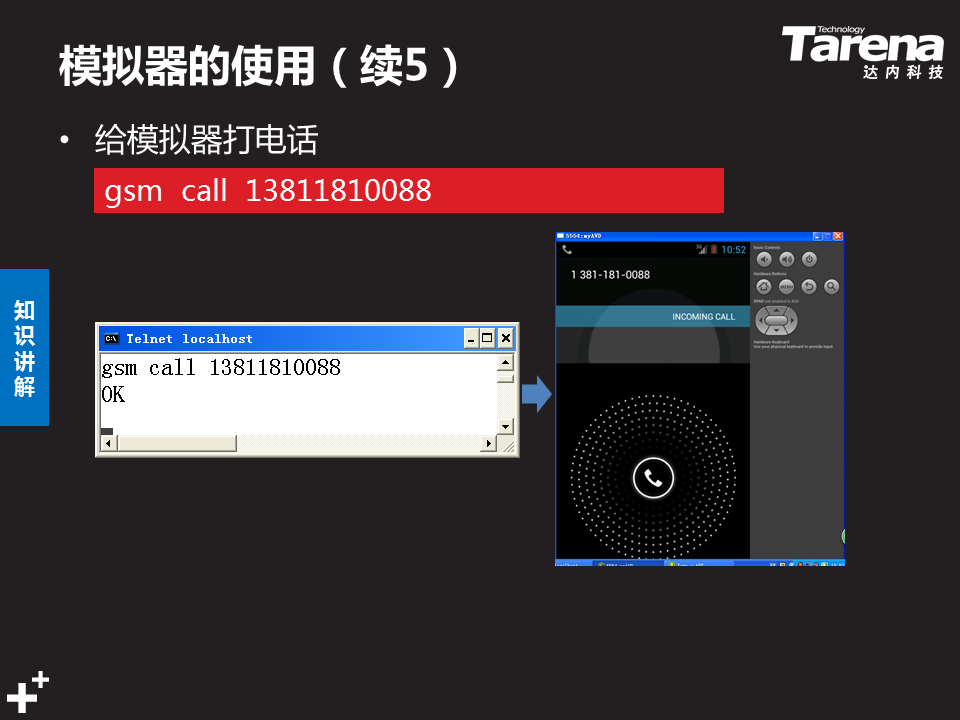 模拟器的使用（续5）
Technology
Tarena
达内科技
• 给模拟器打电话
gsm call 13811810088
知识讲解
Telnet localhost
gsm call 13811810088
OK
5554:myAVD
3G 10:52
1 381-181-0088
INCOMING CALL
Basic Controls
Hardware Buttons
MENU
DPAD not enabled in AVD
Hardware Keyboard
Use your physical keyboard to provide input